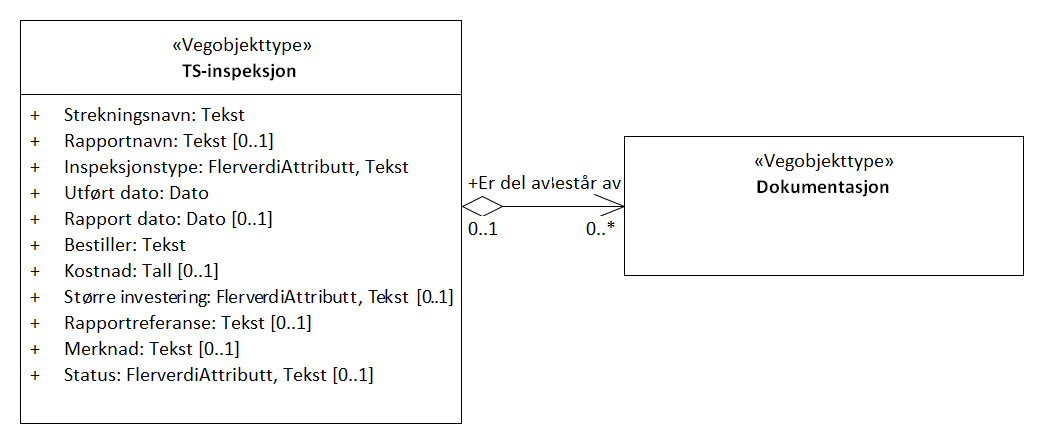 «Vegobjekttype»
TS-inspeksjon
+ Strekningsnavn: Tekst
+ Rapportnavn: Tekst [0..1]
+ Inspeksjonstype: FlerverdiAttributt, Tekst
+ Utført dato: Dato
+ Rapport dato: Dato [0..1]
+ Bestiller: Tekst
+ Kostnad: Tall [0..1]
+ Større investering: FlerverdiAttributt, Tekst [0..1]
+ Rapportreferanse: Tekst [0..1]
+ Merknad: Tekst [0..1]
+ Status: FlerverdiAttributt, Tekst [0..1]
+Er del av
av
0..1
0..*
«Vegobjekttype»
Dokumentasjon